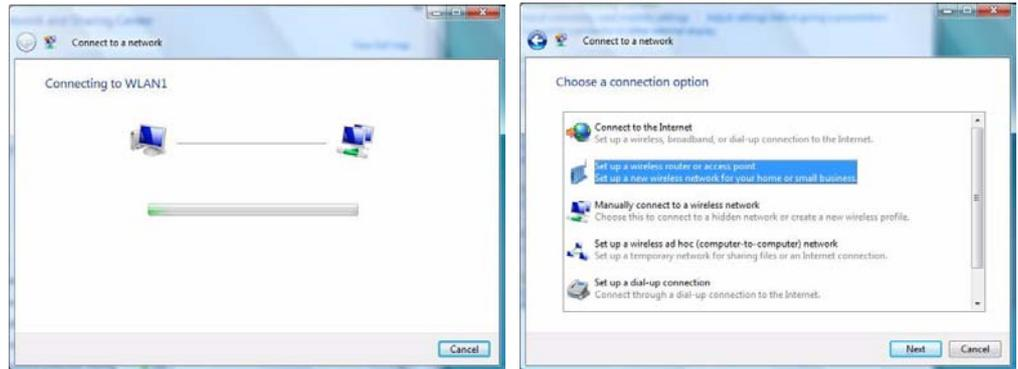 Connect to a network
Connecting to WLAN1
Cancel
Connect to a network
Choose a connection option
Connect to the Internet
Set up a wireless, broadband, or dial-up connection to the Internet.
Set up a wireless router or access point
Set up a new wireless network for your home or small business.
Manually connect to a wireless network
Choose this to connect to a hidden network or create a new wireless profile.
Set up a wireless ad hoc (computer-to-computer) network
Set up a temporary network for sharing files or an Internet connection.
Set up a dial-up connection
Connect through a dial-up connection to the Internet.
Next
Cancel